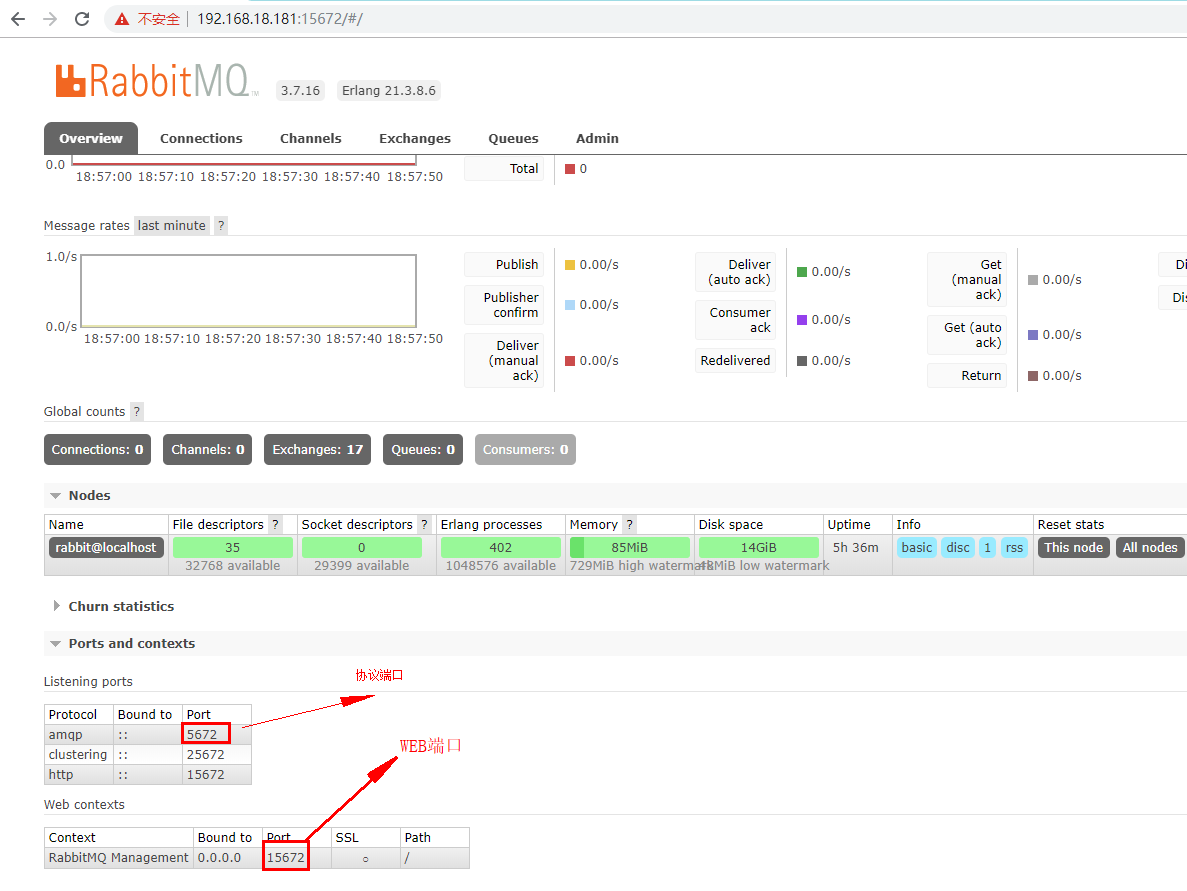 不安全 192.168.18.181:15672/#/
RabbitMQ TM 3.7.16 Erlang 21.3.8.6
Overview Connections Channels Exchanges Queues Admin
0.0
18:57:00 18:57:10 18:57:20 18:57:30 18:57:40 18:57:50
Total 0
Message rates last minute ?
1.0/s
0.0/s
18:57:00 18:57:10 18:57:20 18:57:30 18:57:40 18:57:50
Publish 0.00/s
Publisher
confirm 0.00/s
Deliver
(manual
ack) 0.00/s
Deliver
(auto ack) 0.00/s
Consumer
ack 0.00/s
Redelivered 0.00/s
Get
(manual
ack) 0.00/s
Get (auto
ack) 0.00/s
Return 0.00/s
Di
Dis
Global counts ?
Connections: 0 Channels: 0 Exchanges: 17 Queues: 0 Consumers: 0
Nodes
Name File descriptors ? Socket descriptors ? Erlang processes Memory ? Disk space Uptime Info Reset stats
rabbit@localhost 35 0 402 85MiB 14GiB 5h 36m basic disc 1 rss This node All nodes
32768 available 29399 available 1048576 available 729MiB high watermark 48MiB low watermark
Churn statistics
Ports and contexts
协议端口
Listening ports
Protocol Bound to Port
amqp :: 5672
clustering :: 25672
http :: 15672
WEB端口
Web contexts
Context Bound to Port SSL Path
RabbitMQ Management 0.0.0.0 15672 ○ /